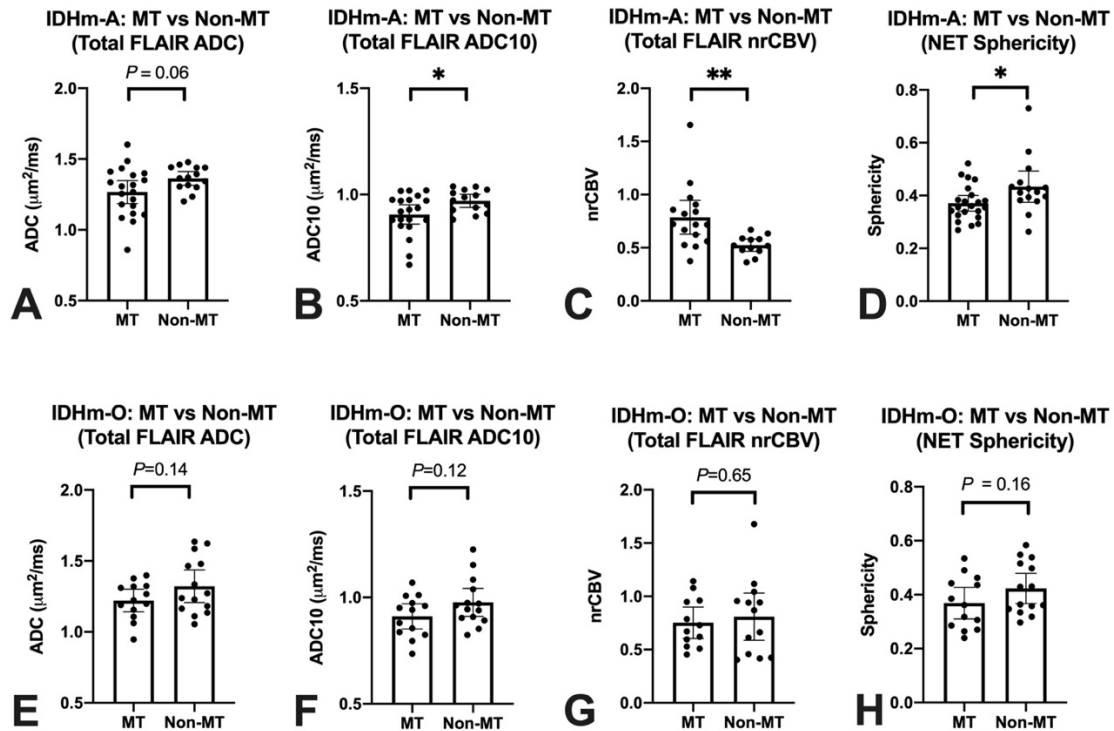 IDHm-A: MT vs Non-MT
(Total FLAIR ADC)
P = 0.06
2.0
1.5
1.0
0.5
ADC (μm²/ms)
MT
Non-MT
A
IDHm-A: MT vs Non-MT
(Total FLAIR ADC10)
*
1.5
1.0
0.5
ADC10 (μm²/ms)
MT
Non-MT
B
IDHm-A: MT vs Non-MT
(Total FLAIR nrCBV)
**
2.0
1.5
1.0
0.5
0.0
nrCBV
MT
Non-MT
C
IDHm-A: MT vs Non-MT
(NET Sphericity)
*
0.8
0.6
0.4
0.2
0.0
Sphericity
MT
Non-MT
D
IDHm-O: MT vs Non-MT
(Total FLAIR ADC)
P=0.14
2.0
1.5
1.0
0.5
ADC (μm²/ms)
MT
Non-MT
E
IDHm-O: MT vs Non-MT
(Total FLAIR ADC10)
P=0.12
1.5
1.0
0.5
ADC10 (μm²/ms)
MT
Non-MT
F
IDHm-O: MT vs Non-MT
(Total FLAIR nrCBV)
P=0.65
2.0
1.5
1.0
0.5
0.0
nrCBV
MT
Non-MT
G
IDHm-O: MT vs Non-MT
(NET Sphericity)
P = 0.16
0.8
0.6
0.4
0.2
0.0
Sphericity
MT
Non-MT
H